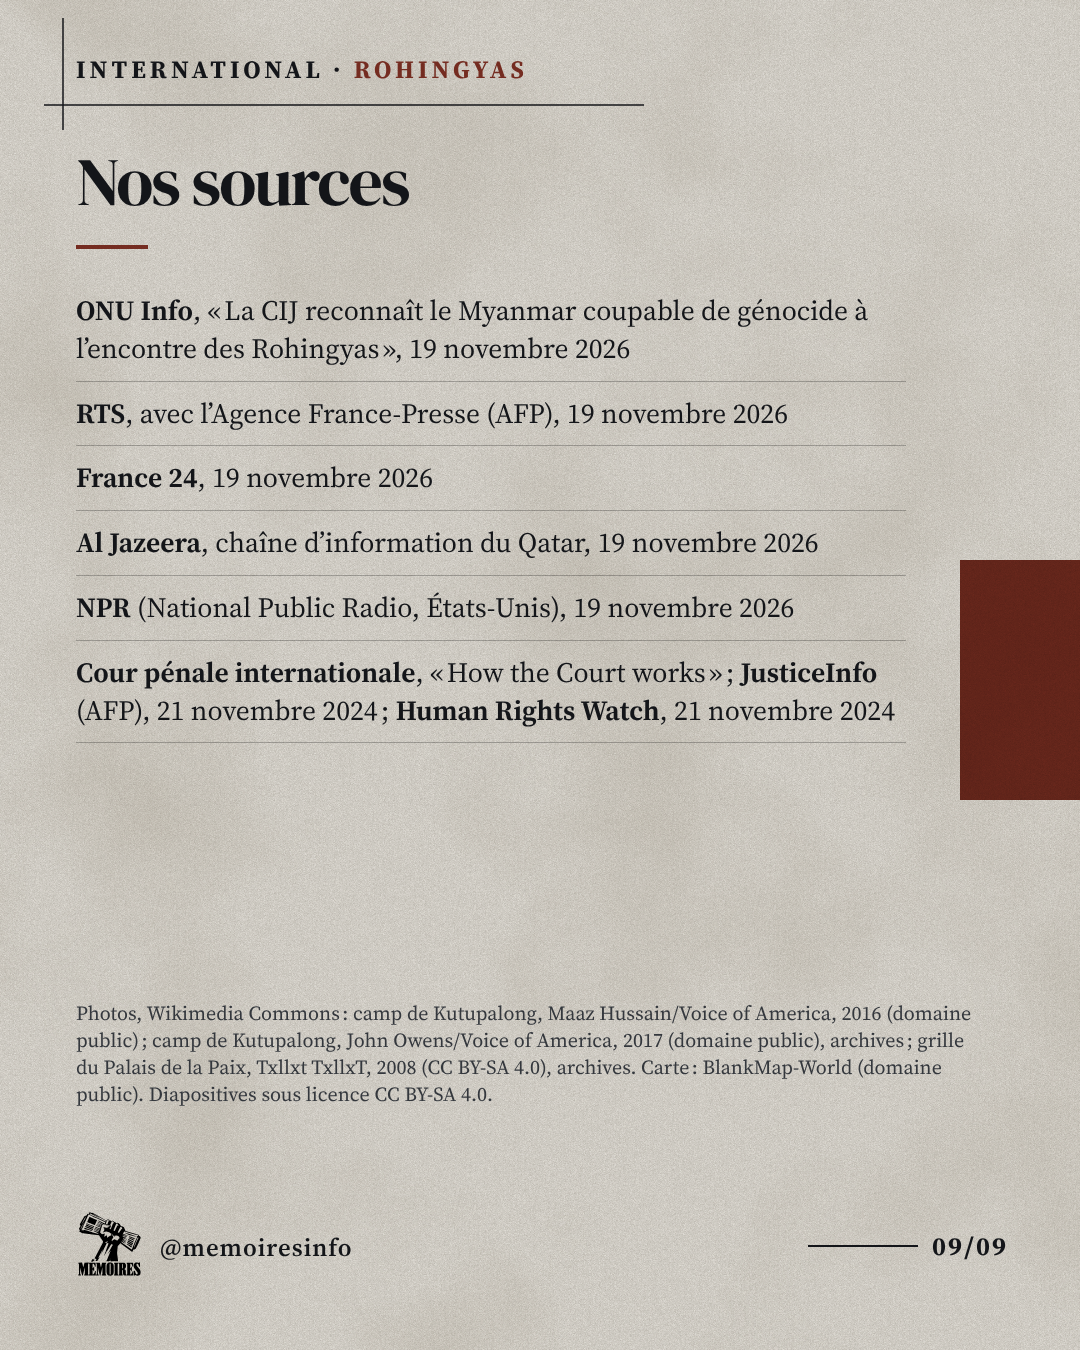 INTERNATIONAL · ROHINGYAS
Nos sources
ONU Info, « La CIJ reconnaît le Myanmar coupable de génocide à
l’encontre des Rohingyas », 19 novembre 2026
RTS, avec l’Agence France-Presse (AFP), 19 novembre 2026
France 24, 19 novembre 2026
Al Jazeera, chaîne d’information du Qatar, 19 novembre 2026
NPR (National Public Radio, États-Unis), 19 novembre 2026
Cour pénale internationale, « How the Court works » ; JusticeInfo
(AFP), 21 novembre 2024 ; Human Rights Watch, 21 novembre 2024
Photos, Wikimedia Commons : camp de Kutupalong, Maaz Hussain/Voice of America, 2016 (domaine
public) ; camp de Kutupalong, John Owens/Voice of America, 2017 (domaine public), archives ; grille
du Palais de la Paix, Txllxt TxllxT, 2008 (CC BY-SA 4.0), archives. Carte : BlankMap-World (domaine
public). Diapositives sous licence CC BY-SA 4.0.
MÉMOIRES
@memoiresinfo
09/09